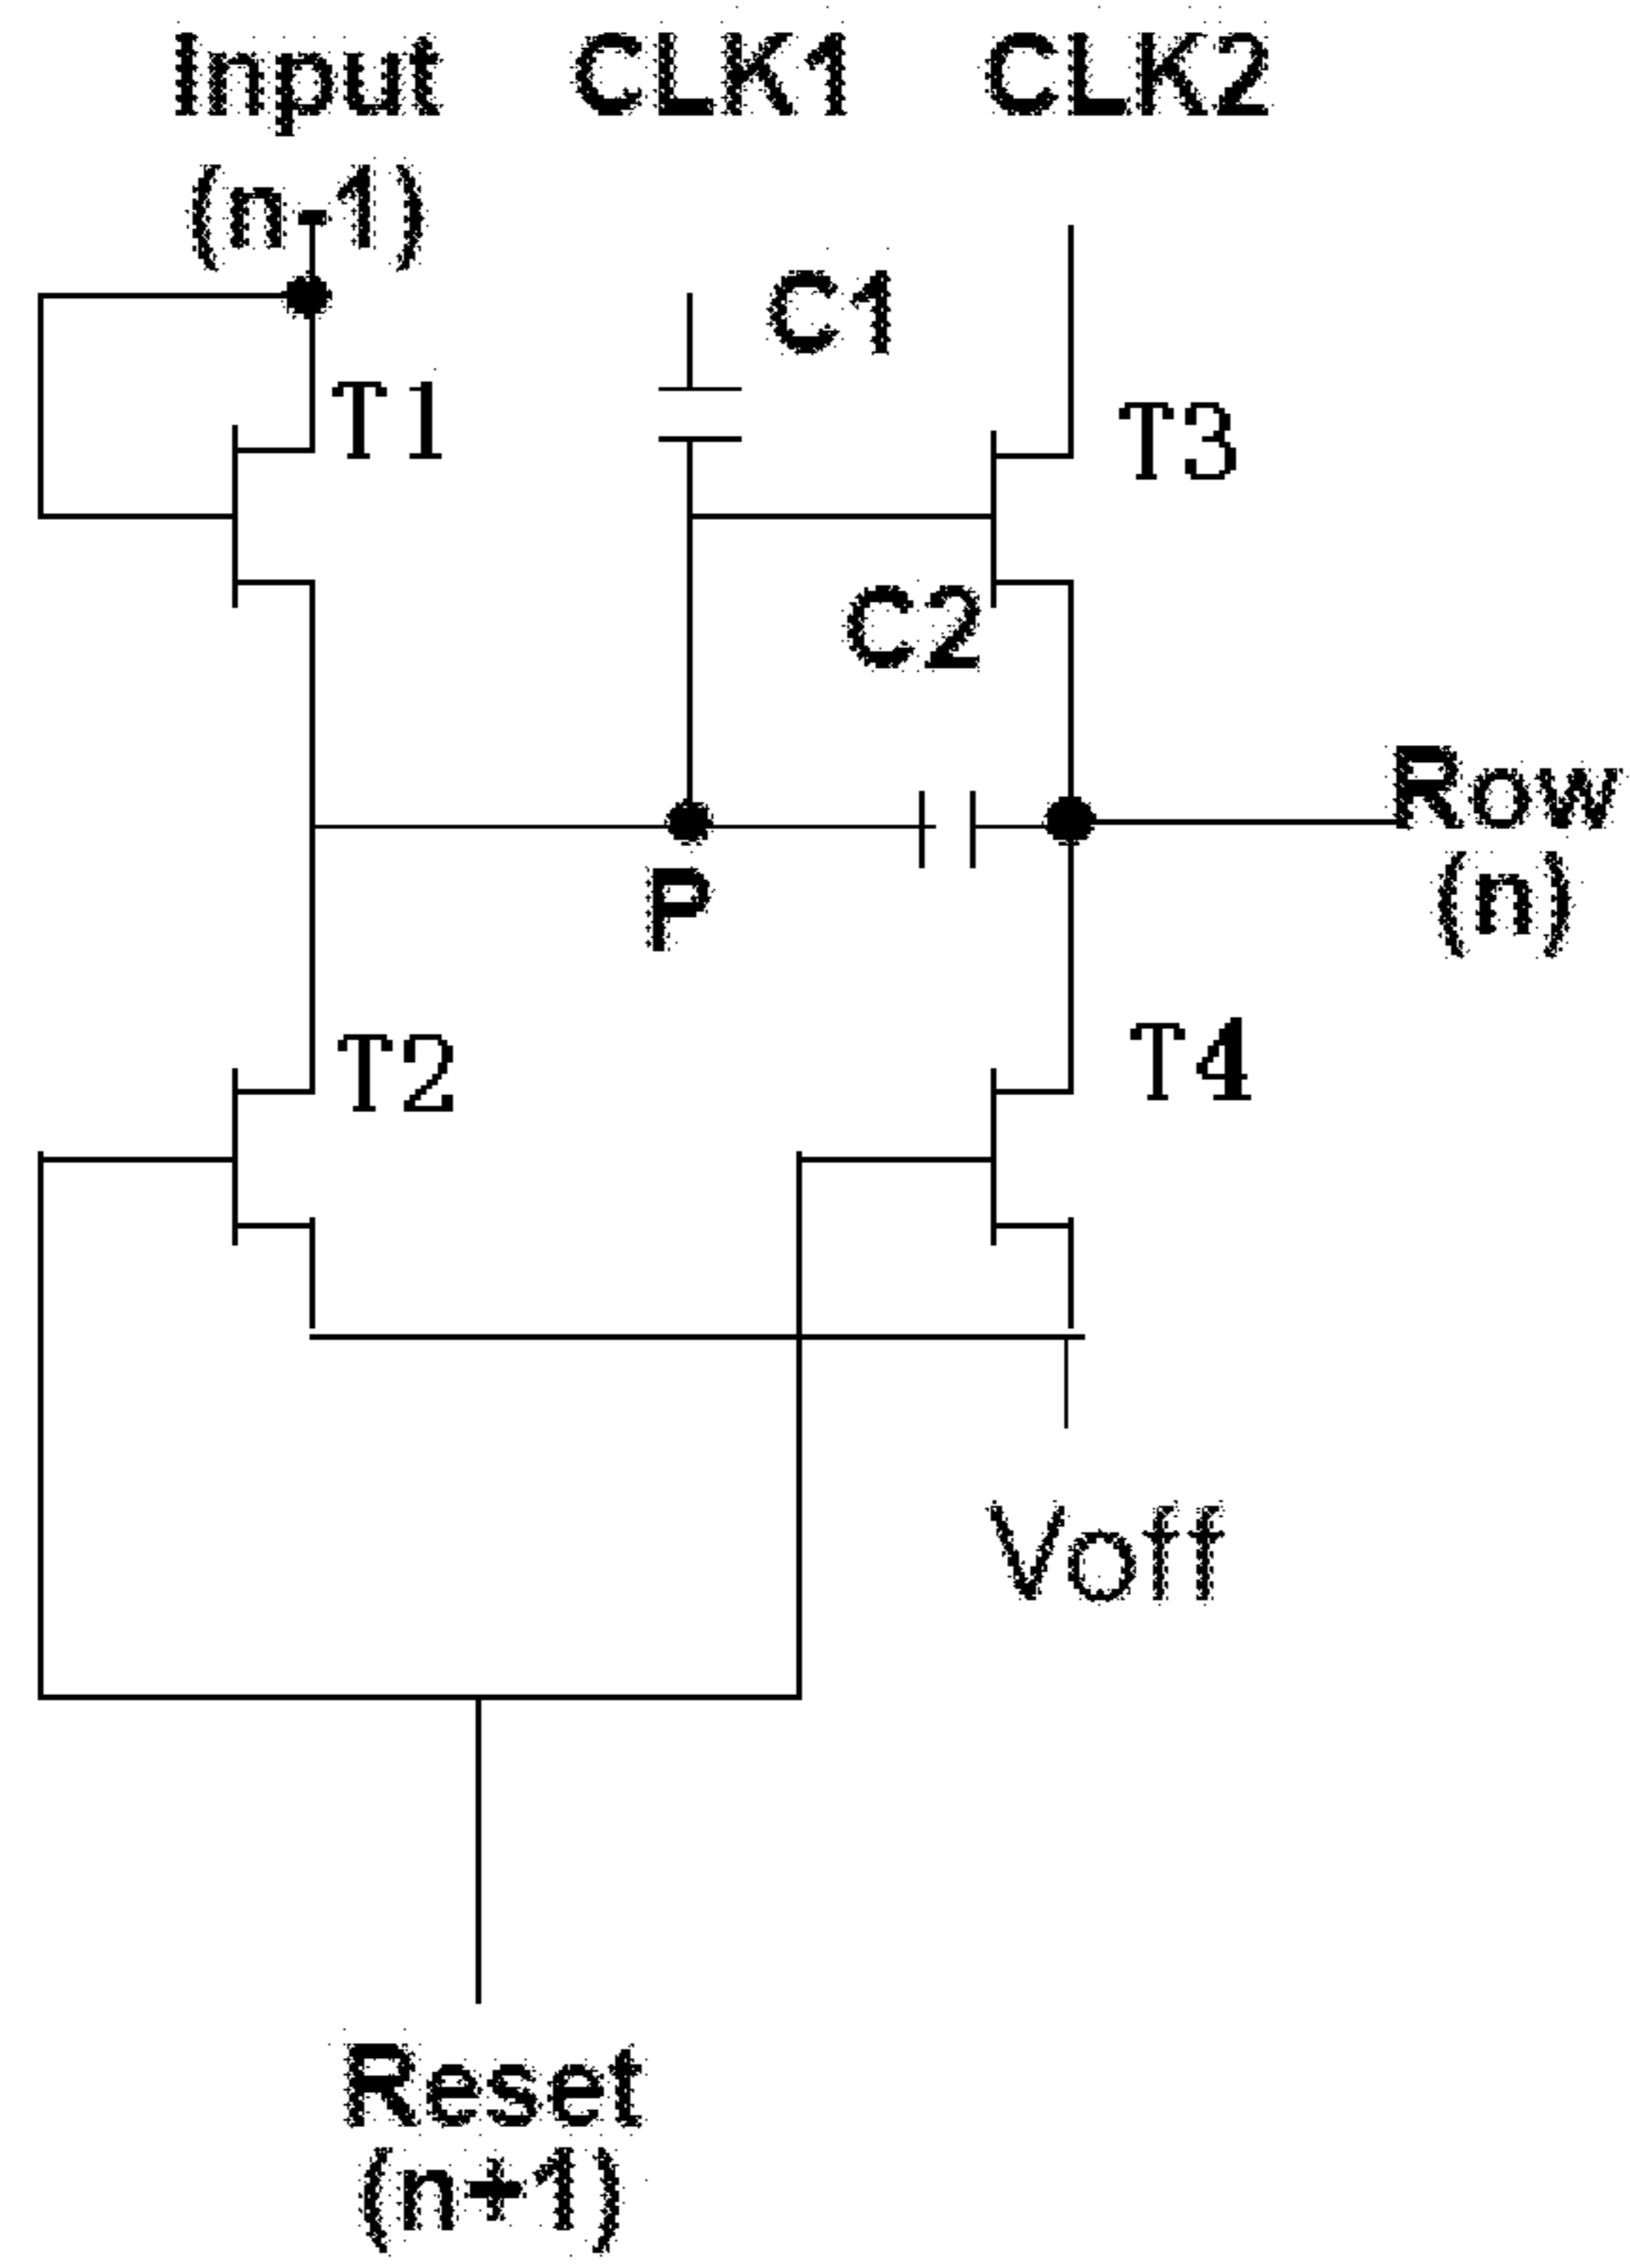 Input CLK1 CLK2
(n-1)
C1
T1
T3
C2
Row
(n)
P
T2
T4
Voff
Reset
(n+1)